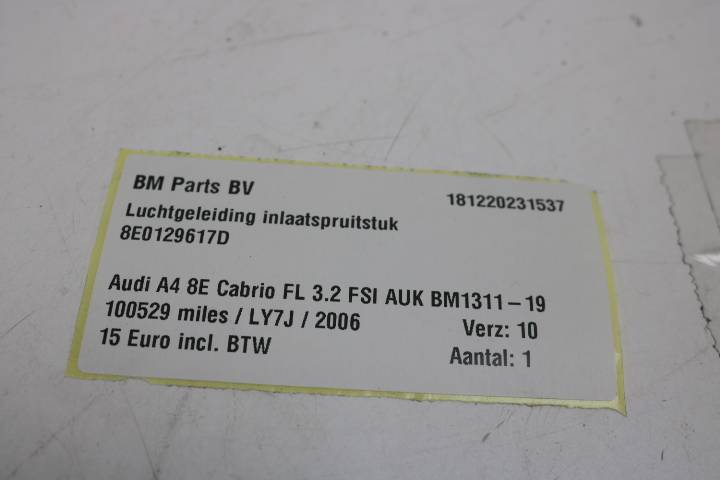 BM Parts BV 181220231537
Luchtgeleiding inlaatspruitstuk
8E0129617D
Audi A4 8E Cabrio FL 3.2 FSI AUK BM1311-19
100529 miles / LY7J / 2006 Verz: 10
15 Euro incl. BTW Aantal: 1